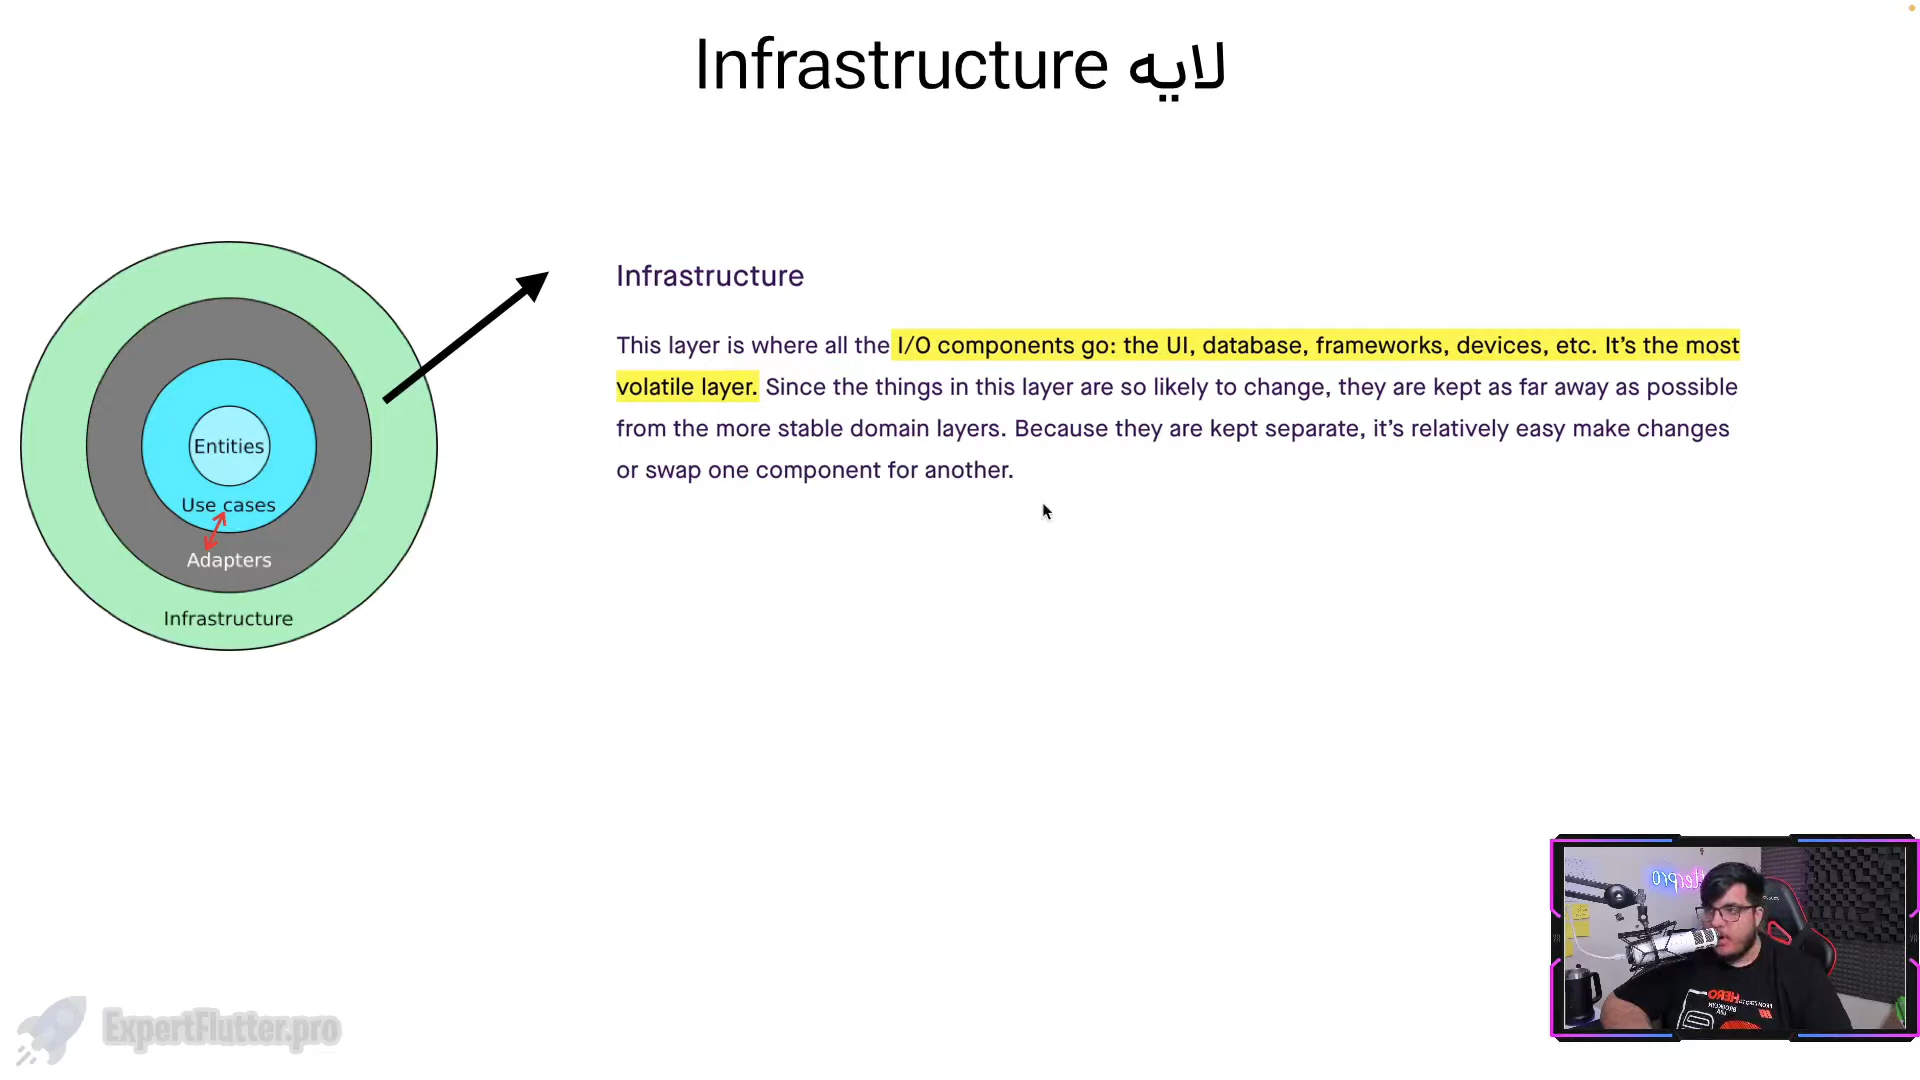 لایه Infrastructure
Infrastructure
This layer is where all the I/O components go: the UI, database, frameworks, devices, etc. It’s the most
volatile layer. Since the things in this layer are so likely to change, they are kept as far away as possible
from the more stable domain layers. Because they are kept separate, it’s relatively easy make changes
or swap one component for another.
Entities
Use cases
Adapters
Infrastructure
ExpertFlutter.pro
HERO